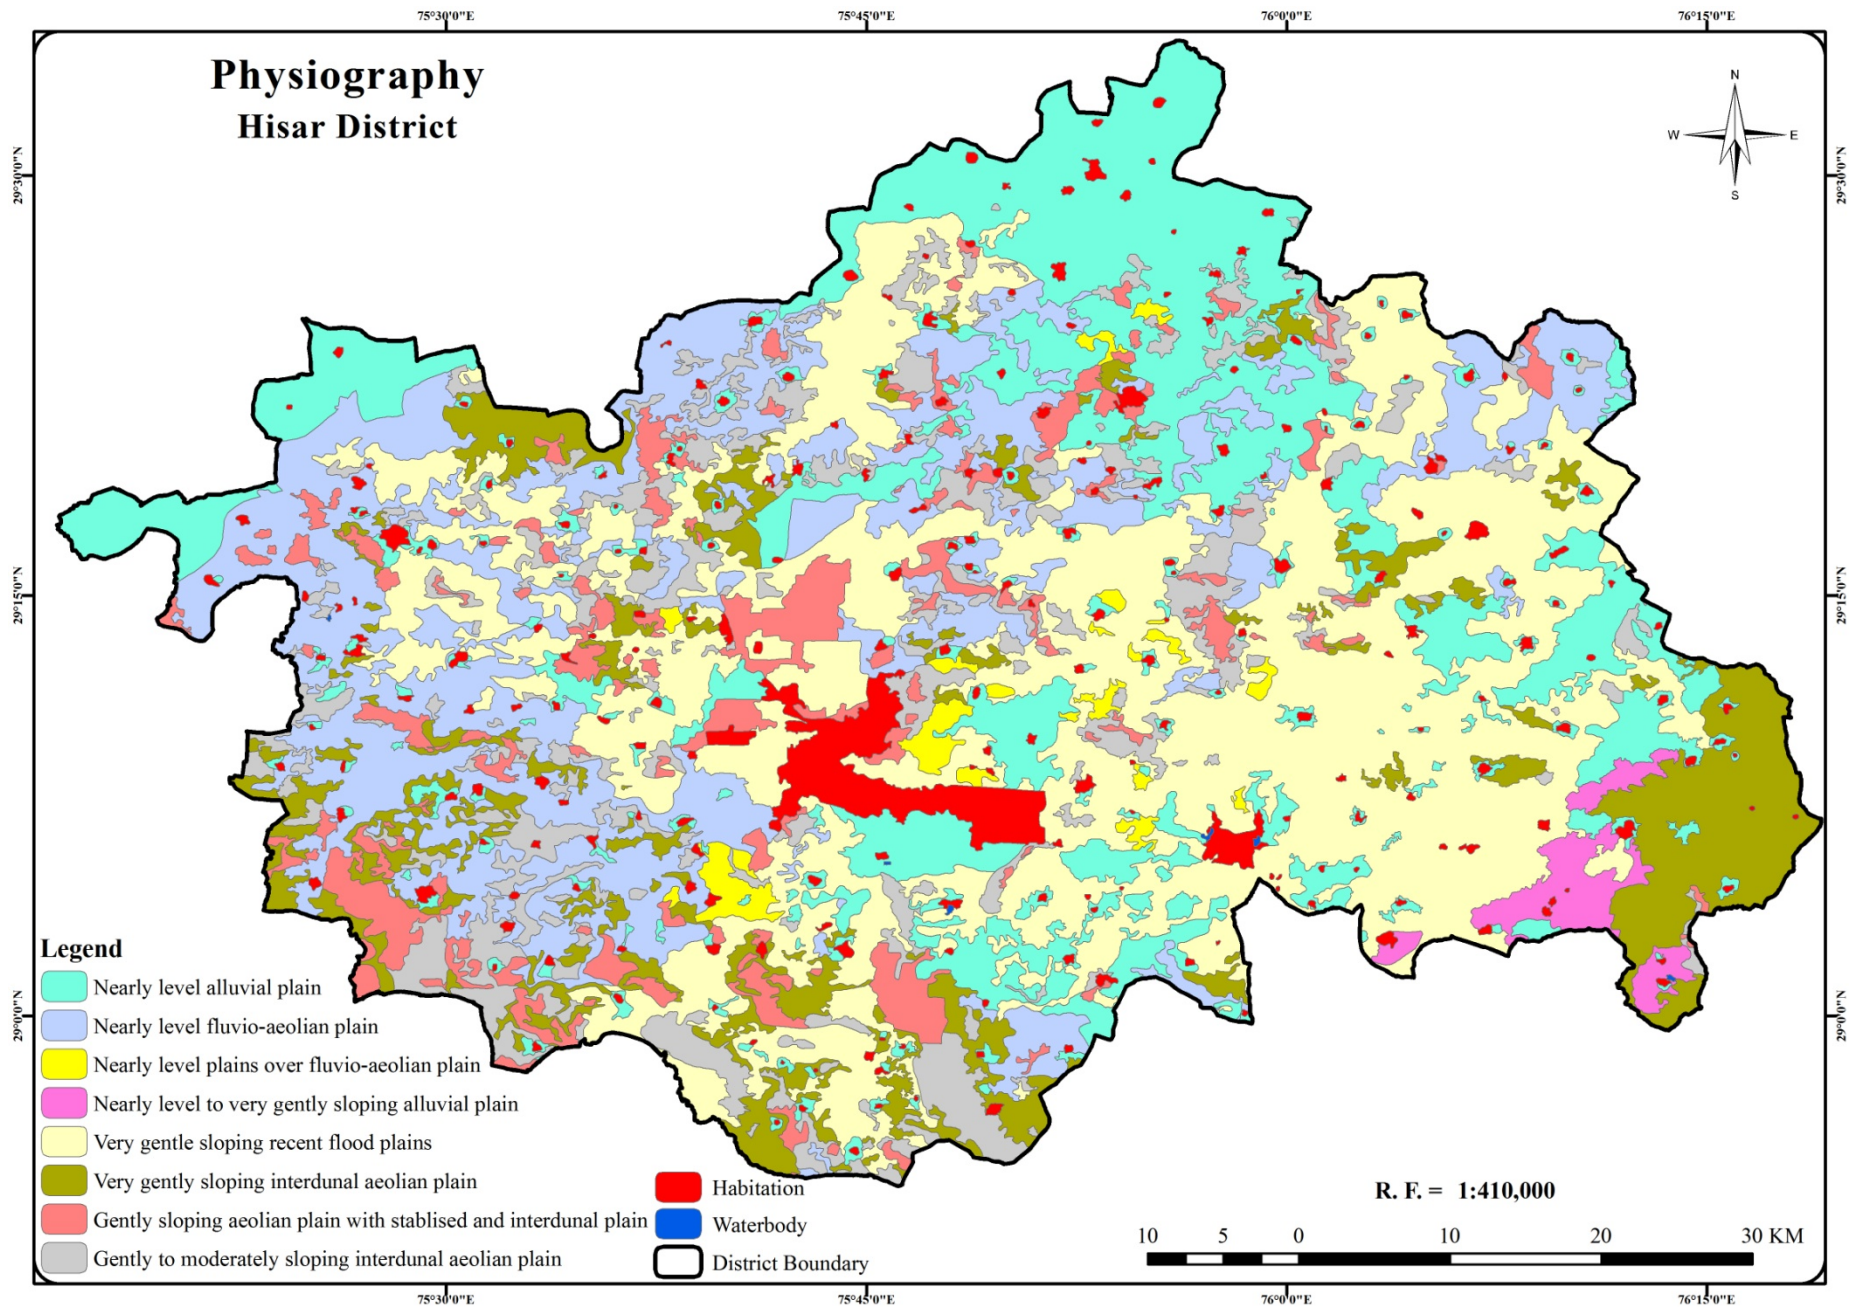 75°30'0"E 75°45'0"E 76°0'0"E 76°15'0"E
Physiography
Hisar District
N
W E
S
29°30'0"N 29°30'0"N
29°15'0"N 29°15'0"N
29°0'0"N 29°0'0"N
Legend
Nearly level alluvial plain
Nearly level fluvio-aeolian plain
Nearly level plains over fluvio-aeolian plain
Nearly level to very gently sloping alluvial plain
Very gentle sloping recent flood plains
Very gently sloping interdunal aeolian plain
Gently sloping aeolian plain with stablised and interdunal plain
Gently to moderately sloping interdunal aeolian plain
Habitation
Waterbody
District Boundary
R. F. = 1:410,000
10 5 0 10 20 30 KM
75°30'0"E 75°45'0"E 76°0'0"E 76°15'0"E